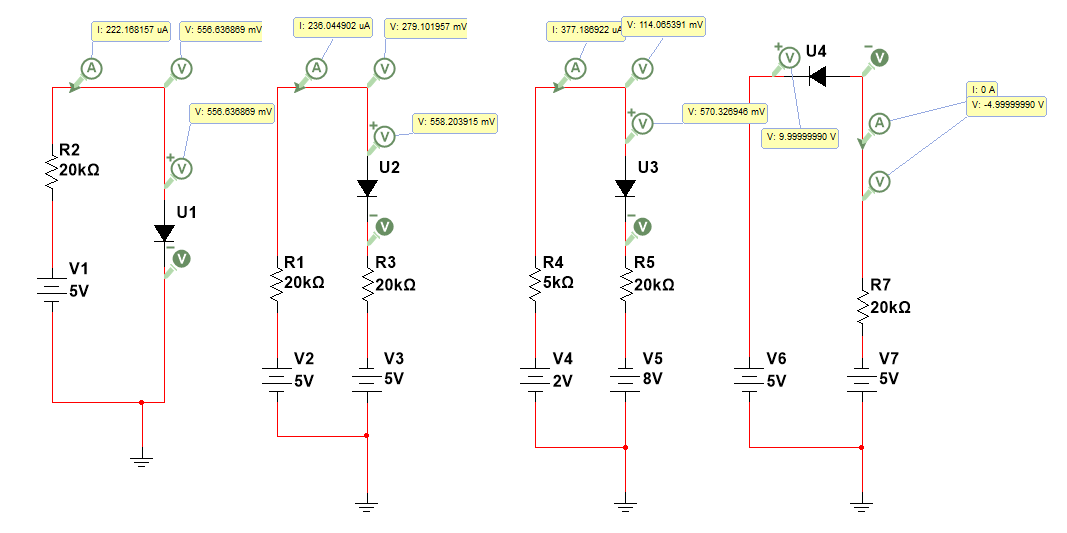 I: 222.168157 uA
V: 556.636869 mV
A
V
V: 556.636869 mV
+
V
R2
20kΩ
U1
−
V
V1
5V
I: 236.044902 uA
V: 279.101957 mV
A
V
V: 558.203915 mV
+
V
U2
−
V
R1
20kΩ
R3
20kΩ
V2
5V
V3
5V
I: 377.186922 uA
V: 114.065391 mV
A
V
V: 570.326946 mV
+
V
U3
−
V
R4
5kΩ
R5
20kΩ
V4
2V
V5
8V
+
V
U4
−
V
I: 0 A
V: -4.99999990 V
V: 9.99999990 V
A
V
R7
20kΩ
V6
5V
V7
5V